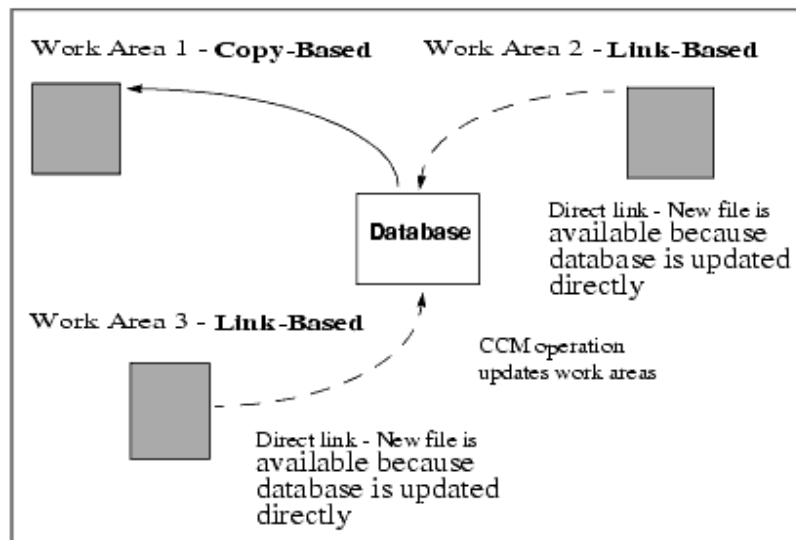 Work Area 1 - Copy-Based
Work Area 2 - Link-Based
Database
Direct link - New file is
available because
database is updated
directly
Work Area 3 - Link-Based
CCM operation
updates work areas
Direct link - New file is
available because
database is updated
directly